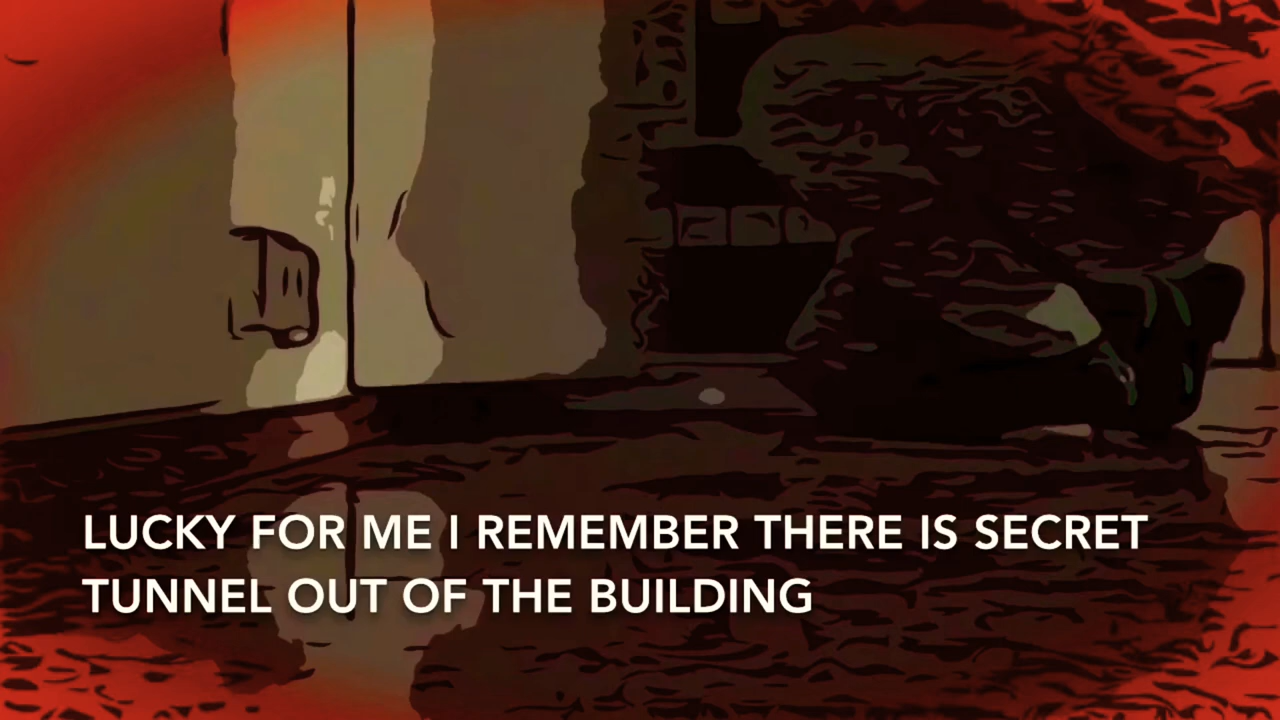 LUCKY FOR ME I REMEMBER THERE IS SECRET
TUNNEL OUT OF THE BUILDING